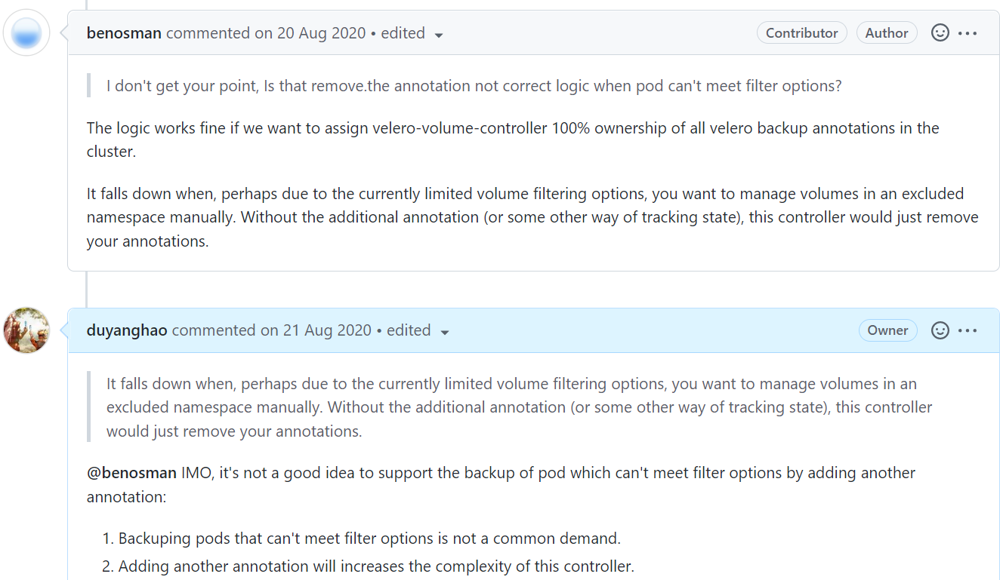 benosman commented on 20 Aug 2020 • edited
Contributor Author
I don't get your point, Is that remove.the annotation not correct logic when pod can't meet filter options?
The logic works fine if we want to assign velero-volume-controller 100% ownership of all velero backup annotations in the
cluster.
It falls down when, perhaps due to the currently limited volume filtering options, you want to manage volumes in an excluded
namespace manually. Without the additional annotation (or some other way of tracking state), this controller would just remove
your annotations.
duyanghao commented on 21 Aug 2020 • edited
Owner
It falls down when, perhaps due to the currently limited volume filtering options, you want to manage volumes in an
excluded namespace manually. Without the additional annotation (or some other way of tracking state), this controller
would just remove your annotations.
@benosman IMO, it's not a good idea to support the backup of pod which can't meet filter options by adding another
annotation:
1. Backuping pods that can't meet filter options is not a common demand.
2. Adding another annotation will increases the complexity of this controller.